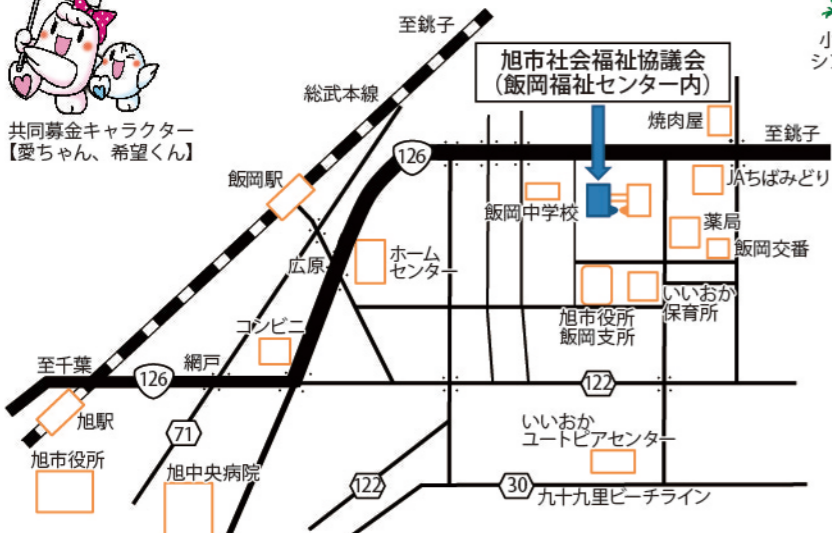 至銚子
小
シ
旭市社会福祉協議会
（飯岡福祉センター内）
総武本線
焼肉屋
至銚子
共同募金キャラクター
【愛ちゃん、希望くん】
126
飯岡駅
JAちばみどり
飯岡中学校
薬局
飯岡交番
広原
ホーム
センター
いいおか
保育所
旭市役所
飯岡支所
コンビニ
至千葉
網戸
126
122
旭駅
71
いいおか
ユートピアセンター
旭市役所
旭中央病院
122
30
九十九里ビーチライン